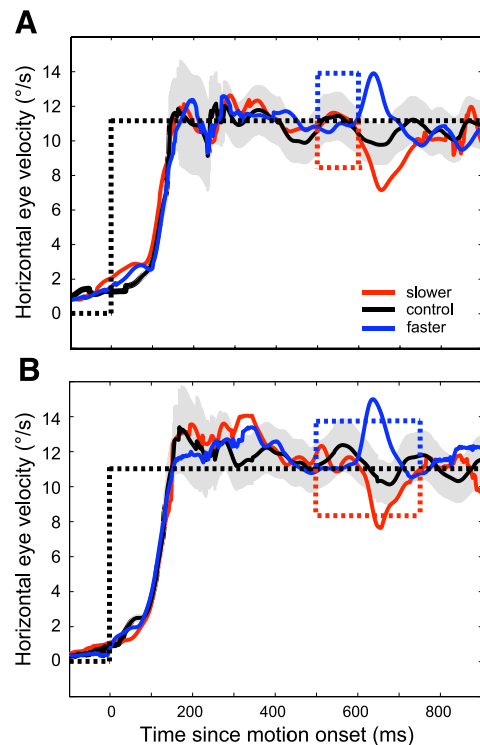 A
Horizontal eye velocity (°/s)
14
12
10
8
6
4
2
0
slower
control
faster
B
Horizontal eye velocity (°/s)
14
12
10
8
6
4
2
0
0 200 400 600 800
Time since motion onset (ms)